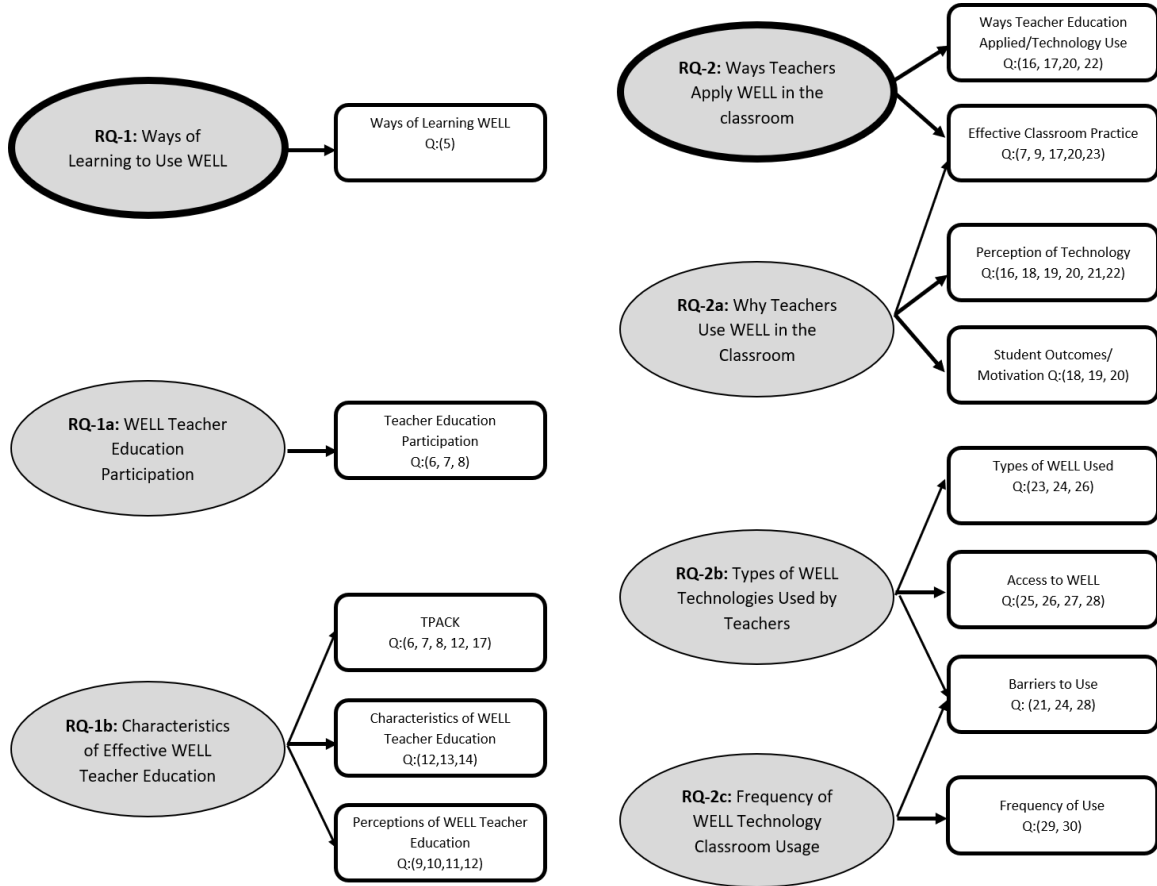 RQ-1: Ways of
Learning to Use WELL
Ways of Learning WELL
Q:(5)
RQ-1a: WELL Teacher
Education
Participation
Teacher Education
Participation
Q:(6, 7, 8)
RQ-1b: Characteristics
of Effective WELL
Teacher Education
TPACK
Q:(6, 7, 8, 12, 17)
Characteristics of WELL
Teacher Education
Q:(12,13,14)
Perceptions of WELL Teacher
Education
Q:(9,10,11,12)
RQ-2: Ways Teachers
Apply WELL in the
classroom
Ways Teacher Education
Applied/Technology Use
Q:(16, 17,20, 22)
Effective Classroom Practice
Q:(7, 9, 17,20,23)
RQ-2a: Why Teachers
Use WELL in the
Classroom
Perception of Technology
Q:(16, 18, 19, 20, 21,22)
Student Outcomes/
Motivation Q:(18, 19, 20)
RQ-2b: Types of WELL
Technologies Used by
Teachers
Types of WELL Used
Q:(23, 24, 26)
Access to WELL
Q:(25, 26, 27, 28)
Barriers to Use
Q: (21, 24, 28)
RQ-2c: Frequency of
WELL Technology
Classroom Usage
Frequency of Use
Q:(29, 30)